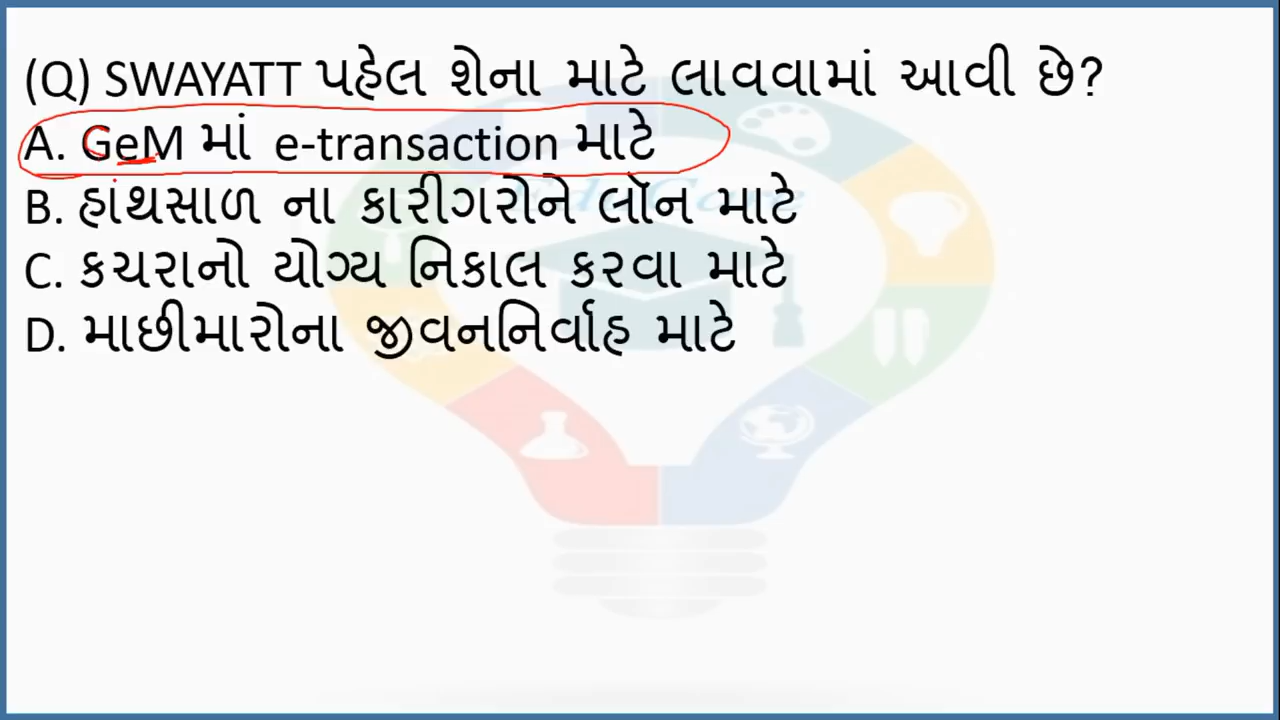 (Q) SWAYATT પહેલ શેના માટે લાવવામાં આવી છે?
A. GeM માં e-transaction માટે
B. હાંથસાળ ના કારીગરોને લૉન માટે
C. કચરાનો યોગ્ય નિકાલ કરવા માટે
D. માછીમારોના જીવનનિર્વાહ માટે